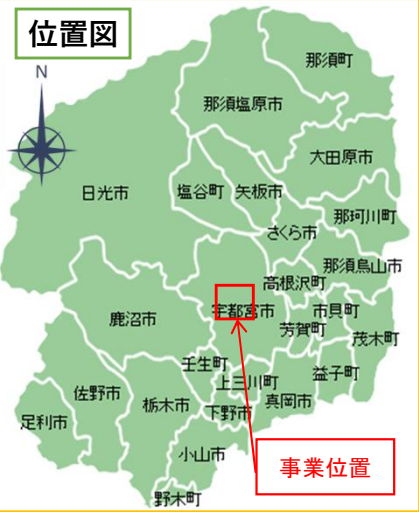 位置図
N
那須町
那須塩原市
大田原市
日光市
塩谷町
矢板市
那珂川町
さくら市
那須烏山市
高根沢町
宇都宮市
市貝町
鹿沼市
芳賀町
茂木町
壬生町
上三川町
益子町
佐野市
栃木市
下野市
真岡市
足利市
小山市
事業位置
野木町